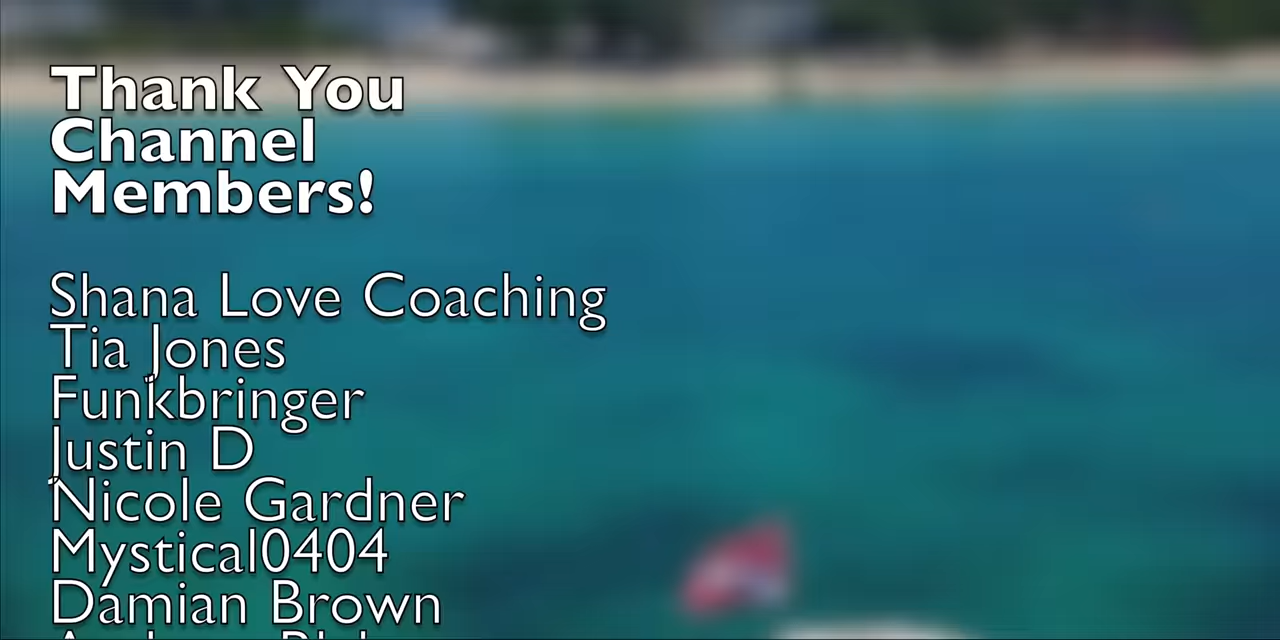 Thank You
Channel
Members!
Shana Love Coaching
Tia Jones
Funkbringer
Justin D
Nicole Gardner
Mystical0404
Damian Brown